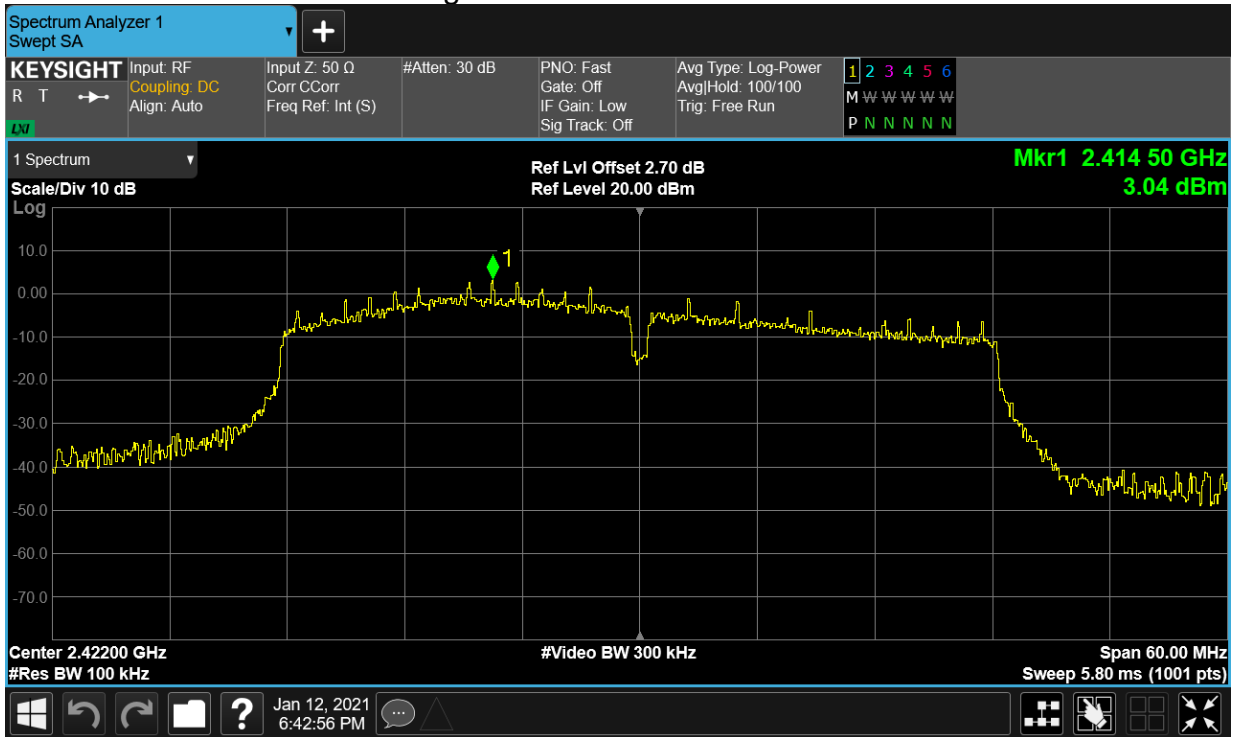 Spectrum Analyzer 1
Swept SA
▼
+
KEYSIGHT
R T
LXI
Input: RF
Coupling: DC
Align: Auto
Input Z: 50 Ω
Corr CCorr
Freq Ref: Int (S)
#Atten: 30 dB
PNO: Fast
Gate: Off
IF Gain: Low
Sig Track: Off
Avg Type: Log-Power
Avg|Hold: 100/100
Trig: Free Run
1 2 3 4 5 6
M W W W W W
P N N N N N
1 Spectrum ▼
Scale/Div 10 dB
Log
Ref Lvl Offset 2.70 dB
Ref Level 20.00 dBm
Mkr1 2.414 50 GHz
3.04 dBm
1
10.0
0.00
-10.0
-20.0
-30.0
-40.0
-50.0
-60.0
-70.0
Center 2.42200 GHz
#Res BW 100 kHz
#Video BW 300 kHz
Span 60.00 MHz
Sweep 5.80 ms (1001 pts)
?
Jan 12, 2021
6:42:56 PM